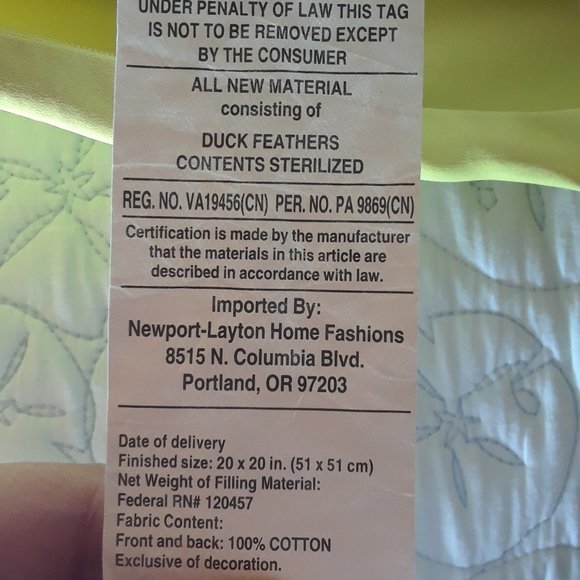 UNDER PENALTY OF LAW THIS TAG
IS NOT TO BE REMOVED EXCEPT
BY THE CONSUMER
ALL NEW MATERIAL
consisting of
DUCK FEATHERS
CONTENTS STERILIZED
REG. NO. VA19456(CN) PER. NO. PA 9869(CN)
Certification is made by the manufacturer
that the materials in this article are
described in accordance with law.
Imported By:
Newport-Layton Home Fashions
8515 N. Columbia Blvd.
Portland, OR 97203
Date of delivery
Finished size: 20 x 20 in. (51 x 51 cm)
Net Weight of Filling Material:
Federal RN# 120457
Fabric Content:
Front and back: 100% COTTON
Exclusive of decoration.